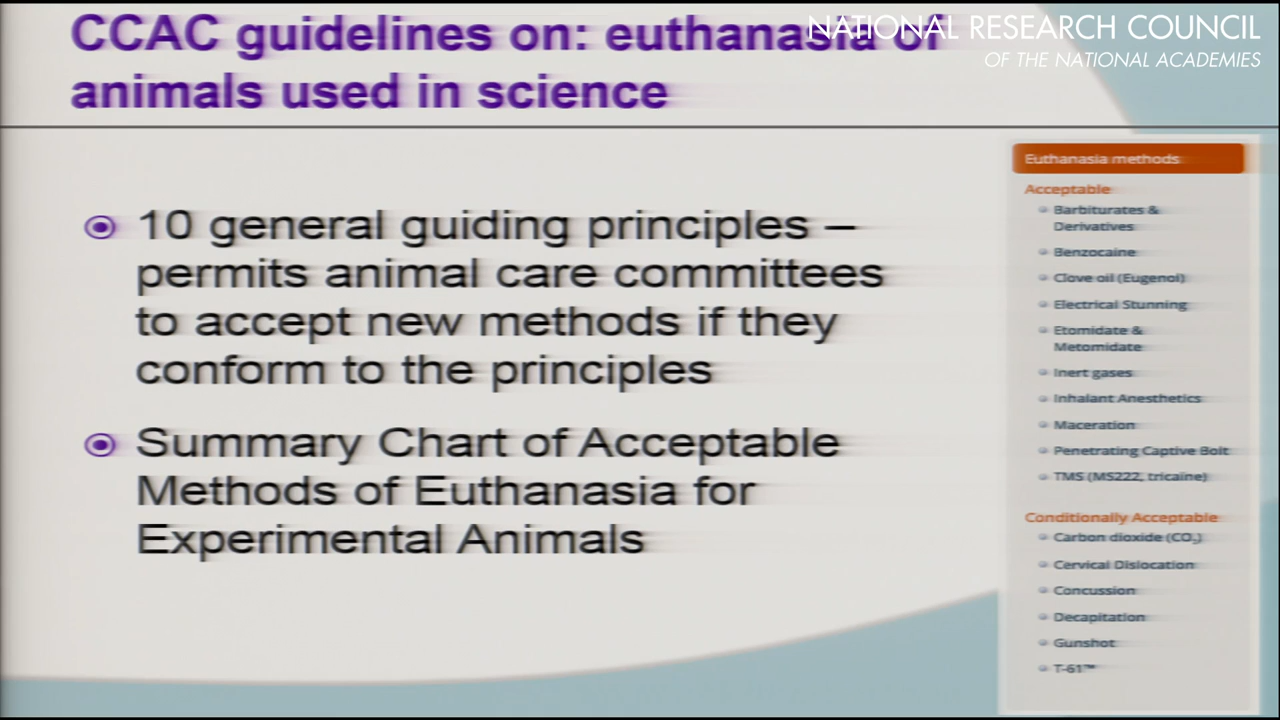 CCAC guidelines on: euthanasia of
animals used in science
NATIONAL RESEARCH COUNCIL
OF THE NATIONAL ACADEMIES
10 general guiding principles –
permits animal care committees
to accept new methods if they
conform to the principles
Summary Chart of Acceptable
Methods of Euthanasia for
Experimental Animals
Euthanasia methods
Acceptable
Barbiturates &
Derivatives
Benzocaine
Clove oil (Eugenol)
Electrical Stunning
Etomidate &
Metomidate
Inert gases
Inhalant Anesthetics
Maceration
Penetrating Captive Bolt
TMS (MS222, tricaine)
Conditionally Acceptable
Carbon dioxide (CO₂)
Cervical Dislocation
Concussion
Decapitation
Gunshot
T-61™